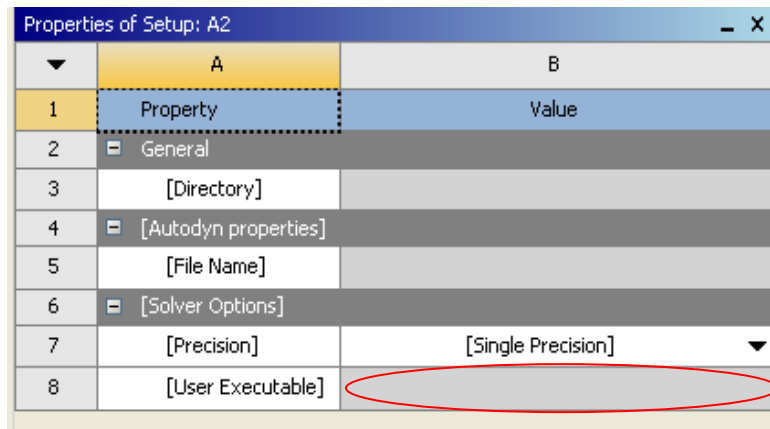 Properties of Setup: A2
A B
1 Property Value
2 General
3 [Directory]
4 [Autodyn properties]
5 [File Name]
6 [Solver Options]
7 [Precision] [Single Precision]
8 [User Executable]